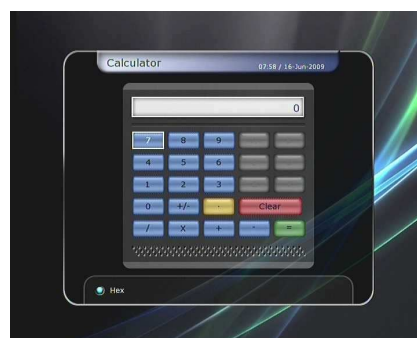 Calculator 07:58 / 16-Jun-2009
0
7 8 9
4 5 6
1 2 3
0 +/- . Clear
/ X + - =
Hex